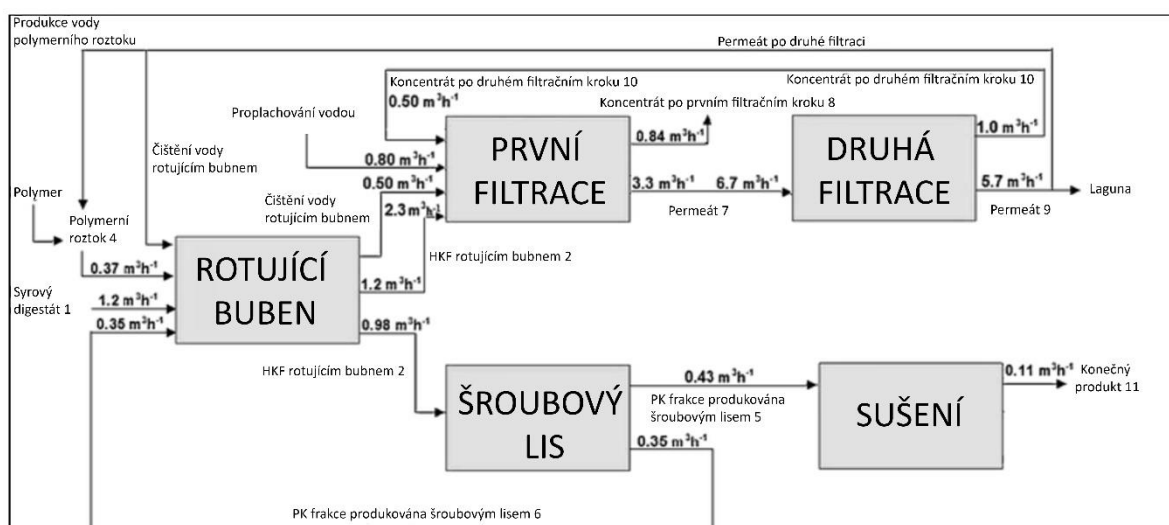 Produkce vody
polymerního roztoku
Permeát po druhé filtraci
Koncentrát po druhém filtračním kroku 10
Koncentrát po druhém filtračním kroku 10
0.50 m³h⁻¹
Koncentrát po prvním filtračním kroku 8
Proplachování vodou
0.84 m³h⁻¹
1.0 m³h⁻¹
PRVNÍ
FILTRACE
DRUHÁ
FILTRACE
Čištění vody
rotujícím bubnem
0.80 m³h⁻¹
0.50 m³h⁻¹
3.3 m³h⁻¹
6.7 m³h⁻¹
5.7 m³h⁻¹
Laguna
Polymer
Čištění vody
rotujícím bubnem
2.3 m³h⁻¹
Permeát 7
Permeát 9
Polymerní
roztok 4
HKF rotujícím bubnem 2
0.37 m³h⁻¹
ROTUJÍCÍ
BUBEN
Syrový
digestát 1
1.2 m³h⁻¹
1.2 m³h⁻¹
0.35 m³h⁻¹
0.98 m³h⁻¹
HKF rotujícím bubnem 2
ŠROUBOVÝ
LIS
0.43 m³h⁻¹
PK frakce produkována
šroubovým lisem 5
0.35 m³h⁻¹
SUŠENÍ
0.11 m³h⁻¹
Konečný
produkt 11
PK frakce produkována šroubovým lisem 6